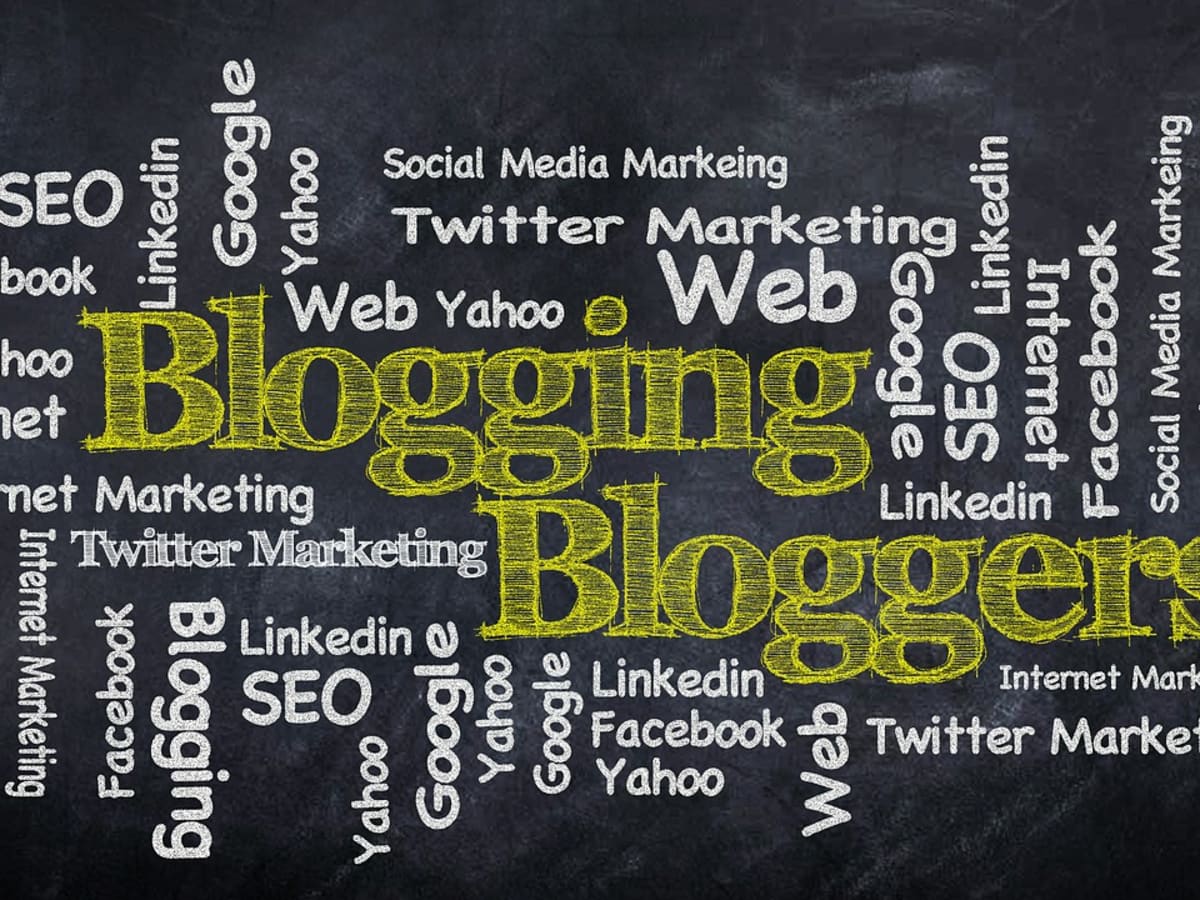 Google
Social Media Markeing
Linkedin
Yahoo
Linkedin
Social Media Markeing
SEO
Twitter Marketing
Web
Google
Internet
Facebook
book
Web Yahoo
Blogging
hoo
SEO
net
net Marketing
Linkedin
Twitter Marketing
Bloggers
Internet Marketing
Facebook
Blogging
Linkedin
Google
Yahoo
Google
Linkedin
Internet Mark
SEO
Facebook
Web
Twitter Market
Yahoo
Yahoo